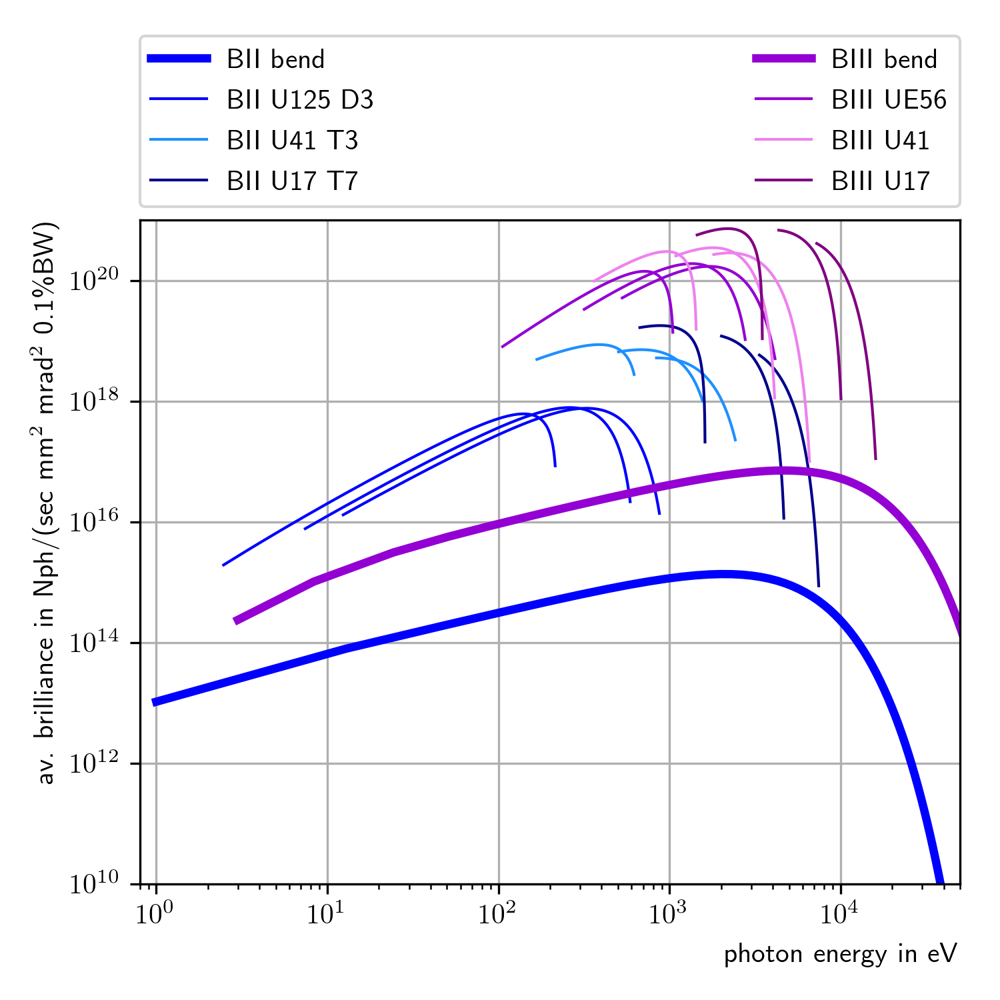 BII bend
BII U125 D3
BII U41 T3
BII U17 T7
BIII bend
BIII UE56
BIII U41
BIII U17
av. brilliance in Nph/(sec mm² mrad² 0.1%BW)
10²⁰
10¹⁸
10¹⁶
10¹⁴
10¹²
10¹⁰
10⁰ 10¹ 10² 10³ 10⁴
photon energy in eV